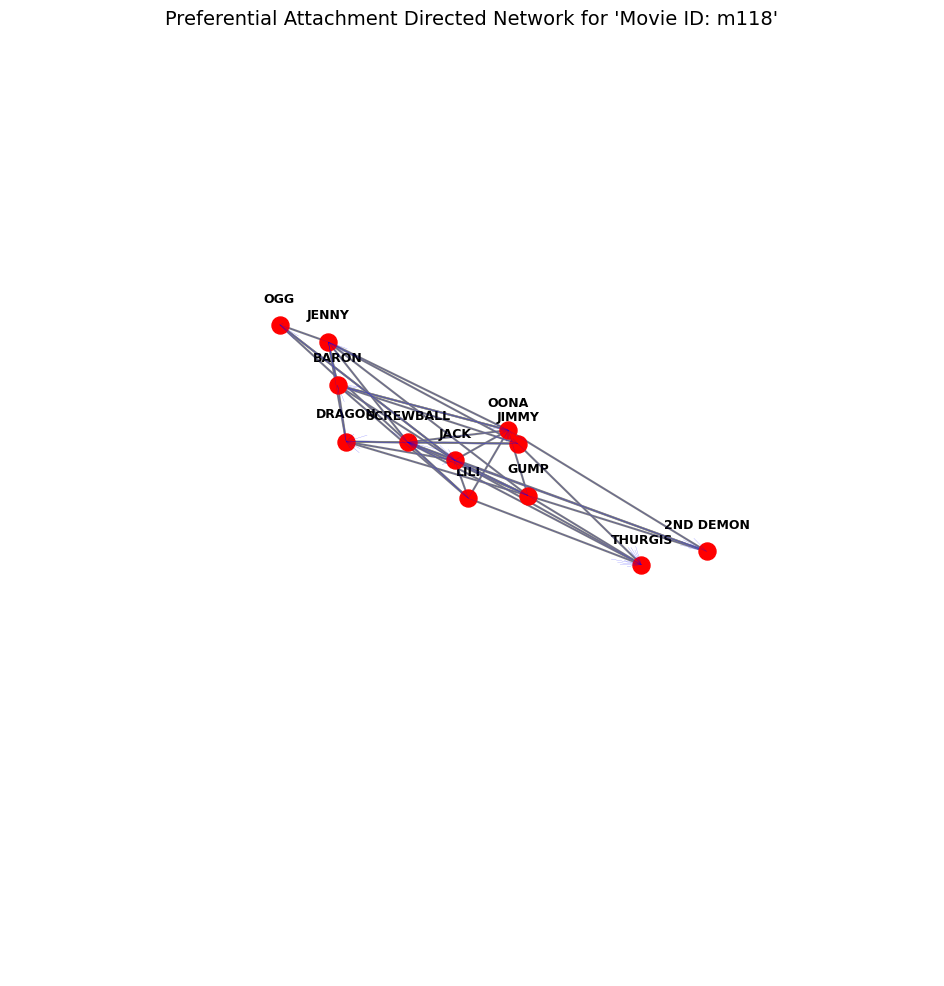 Preferential Attachment Directed Network for 'Movie ID: m118'
OGG
JENNY
BARON
OONA
DRAGON
SCREWBALL
JIMMY
JACK
LILI
GUMP
2ND DEMON
THURGIS